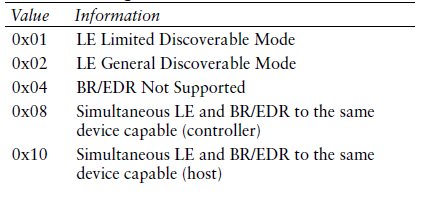 Value Information
0x01 LE Limited Discoverable Mode
0x02 LE General Discoverable Mode
0x04 BR/EDR Not Supported
0x08 Simultaneous LE and BR/EDR to the same
device capable (controller)
0x10 Simultaneous LE and BR/EDR to the same
device capable (host)